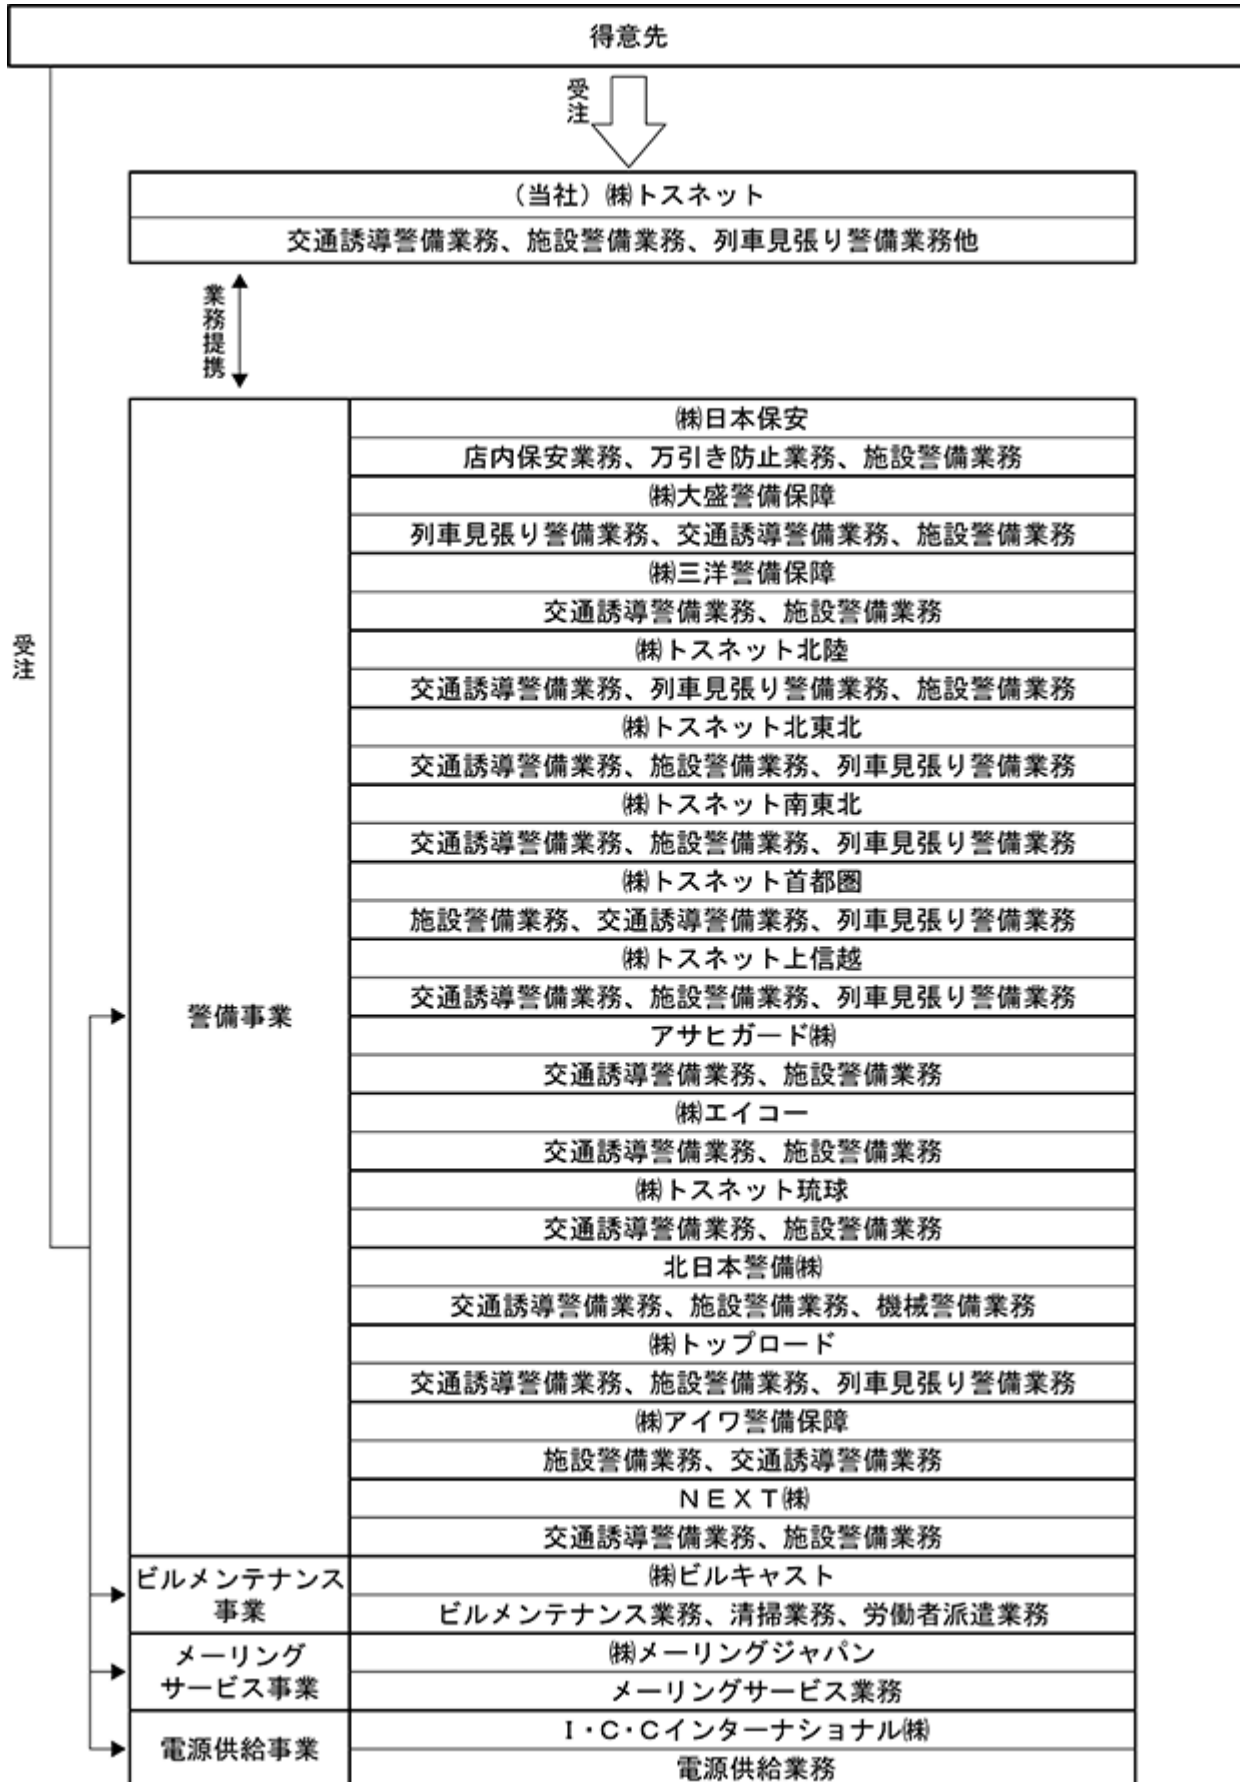 得意先
受注
（当社）㈱トスネット
交通誘導警備業務、施設警備業務、列車見張り警備業務他
業務提携
受注
警備事業
㈱日本保安
店内保安業務、万引き防止業務、施設警備業務
㈱大盛警備保障
列車見張り警備業務、交通誘導警備業務、施設警備業務
㈱三洋警備保障
交通誘導警備業務、施設警備業務
㈱トスネット北陸
交通誘導警備業務、列車見張り警備業務、施設警備業務
㈱トスネット北東北
交通誘導警備業務、施設警備業務、列車見張り警備業務
㈱トスネット南東北
交通誘導警備業務、施設警備業務、列車見張り警備業務
㈱トスネット首都圏
施設警備業務、交通誘導警備業務、列車見張り警備業務
㈱トスネット上信越
交通誘導警備業務、施設警備業務、列車見張り警備業務
アサヒガード㈱
交通誘導警備業務、施設警備業務
㈱エイコー
交通誘導警備業務、施設警備業務
㈱トスネット琉球
交通誘導警備業務、施設警備業務
北日本警備㈱
交通誘導警備業務、施設警備業務、機械警備業務
㈱トップロード
交通誘導警備業務、施設警備業務、列車見張り警備業務
㈱アイワ警備保障
施設警備業務、交通誘導警備業務
ＮＥＸＴ㈱
交通誘導警備業務、施設警備業務
ビルメンテナンス
事業
㈱ビルキャスト
ビルメンテナンス業務、清掃業務、労働者派遣業務
メーリング
サービス事業
㈱メーリングジャパン
メーリングサービス業務
電源供給事業
Ｉ・Ｃ・Ｃインターナショナル㈱
電源供給業務